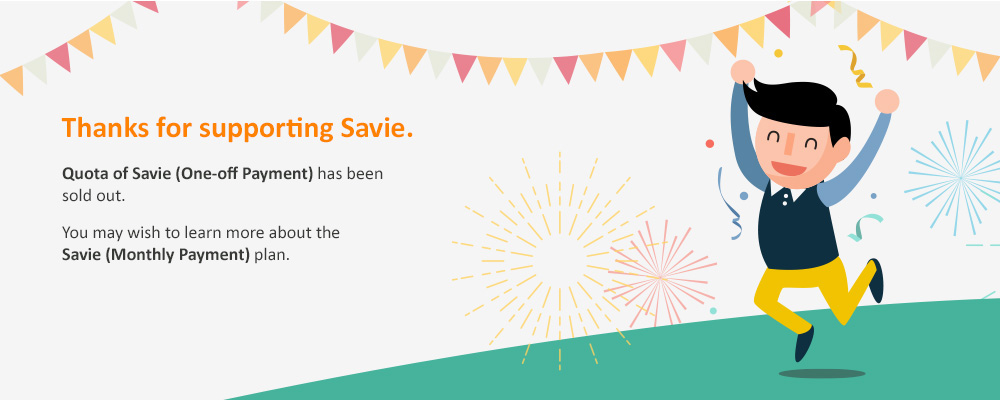 Thanks for supporting Savie.
Quota of Savie (One-off Payment) has been
sold out.
You may wish to learn more about the
Savie (Monthly Payment) plan.